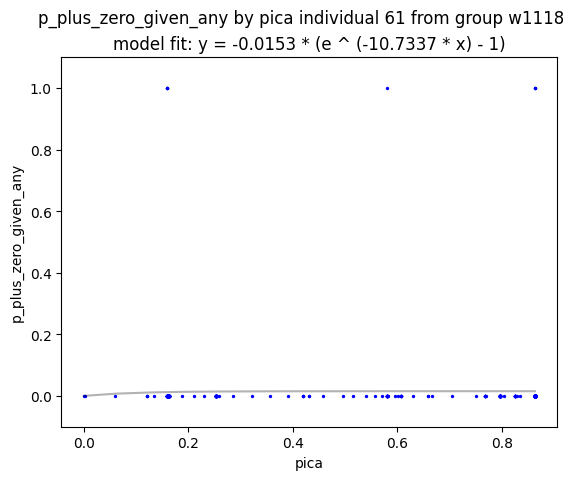 p_plus_zero_given_any by pica individual 61 from group w1118
model fit: y = -0.0153 * (e ^ (-10.7337 * x) - 1)
1.0
0.8
0.6
0.4
0.2
0.0
p_plus_zero_given_any
0.0 0.2 0.4 0.6 0.8
pica